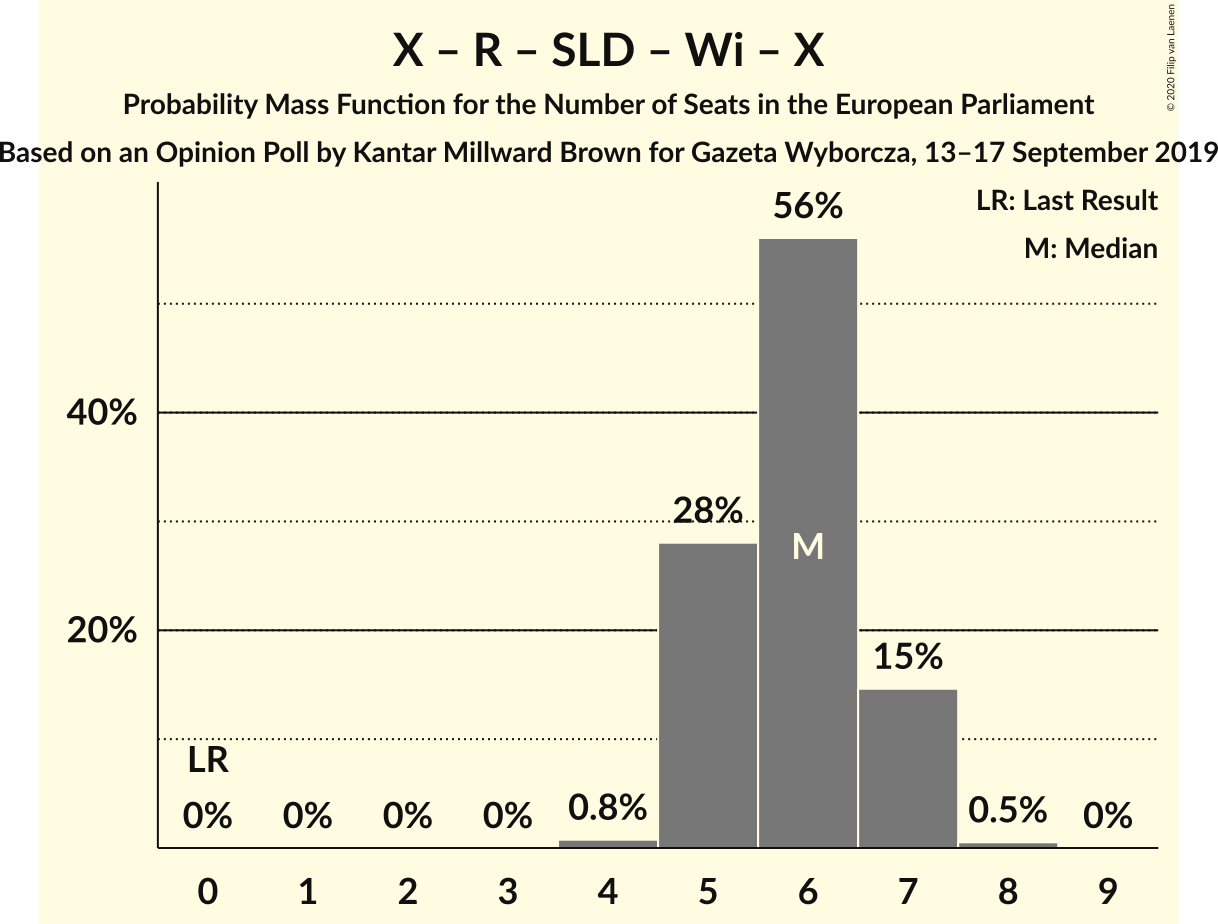 X – R – SLD – Wi – X
Probability Mass Function for the Number of Seats in the European Parliament
Based on an Opinion Poll by Kantar Millward Brown for Gazeta Wyborcza, 13–17 September 2019
© 2020 Filip van Laenen
LR: Last Result
M: Median
56%
40%
28%
M
20%
15%
LR
0% 0% 0% 0% 0.8% 0.5% 0%
0 1 2 3 4 5 6 7 8 9